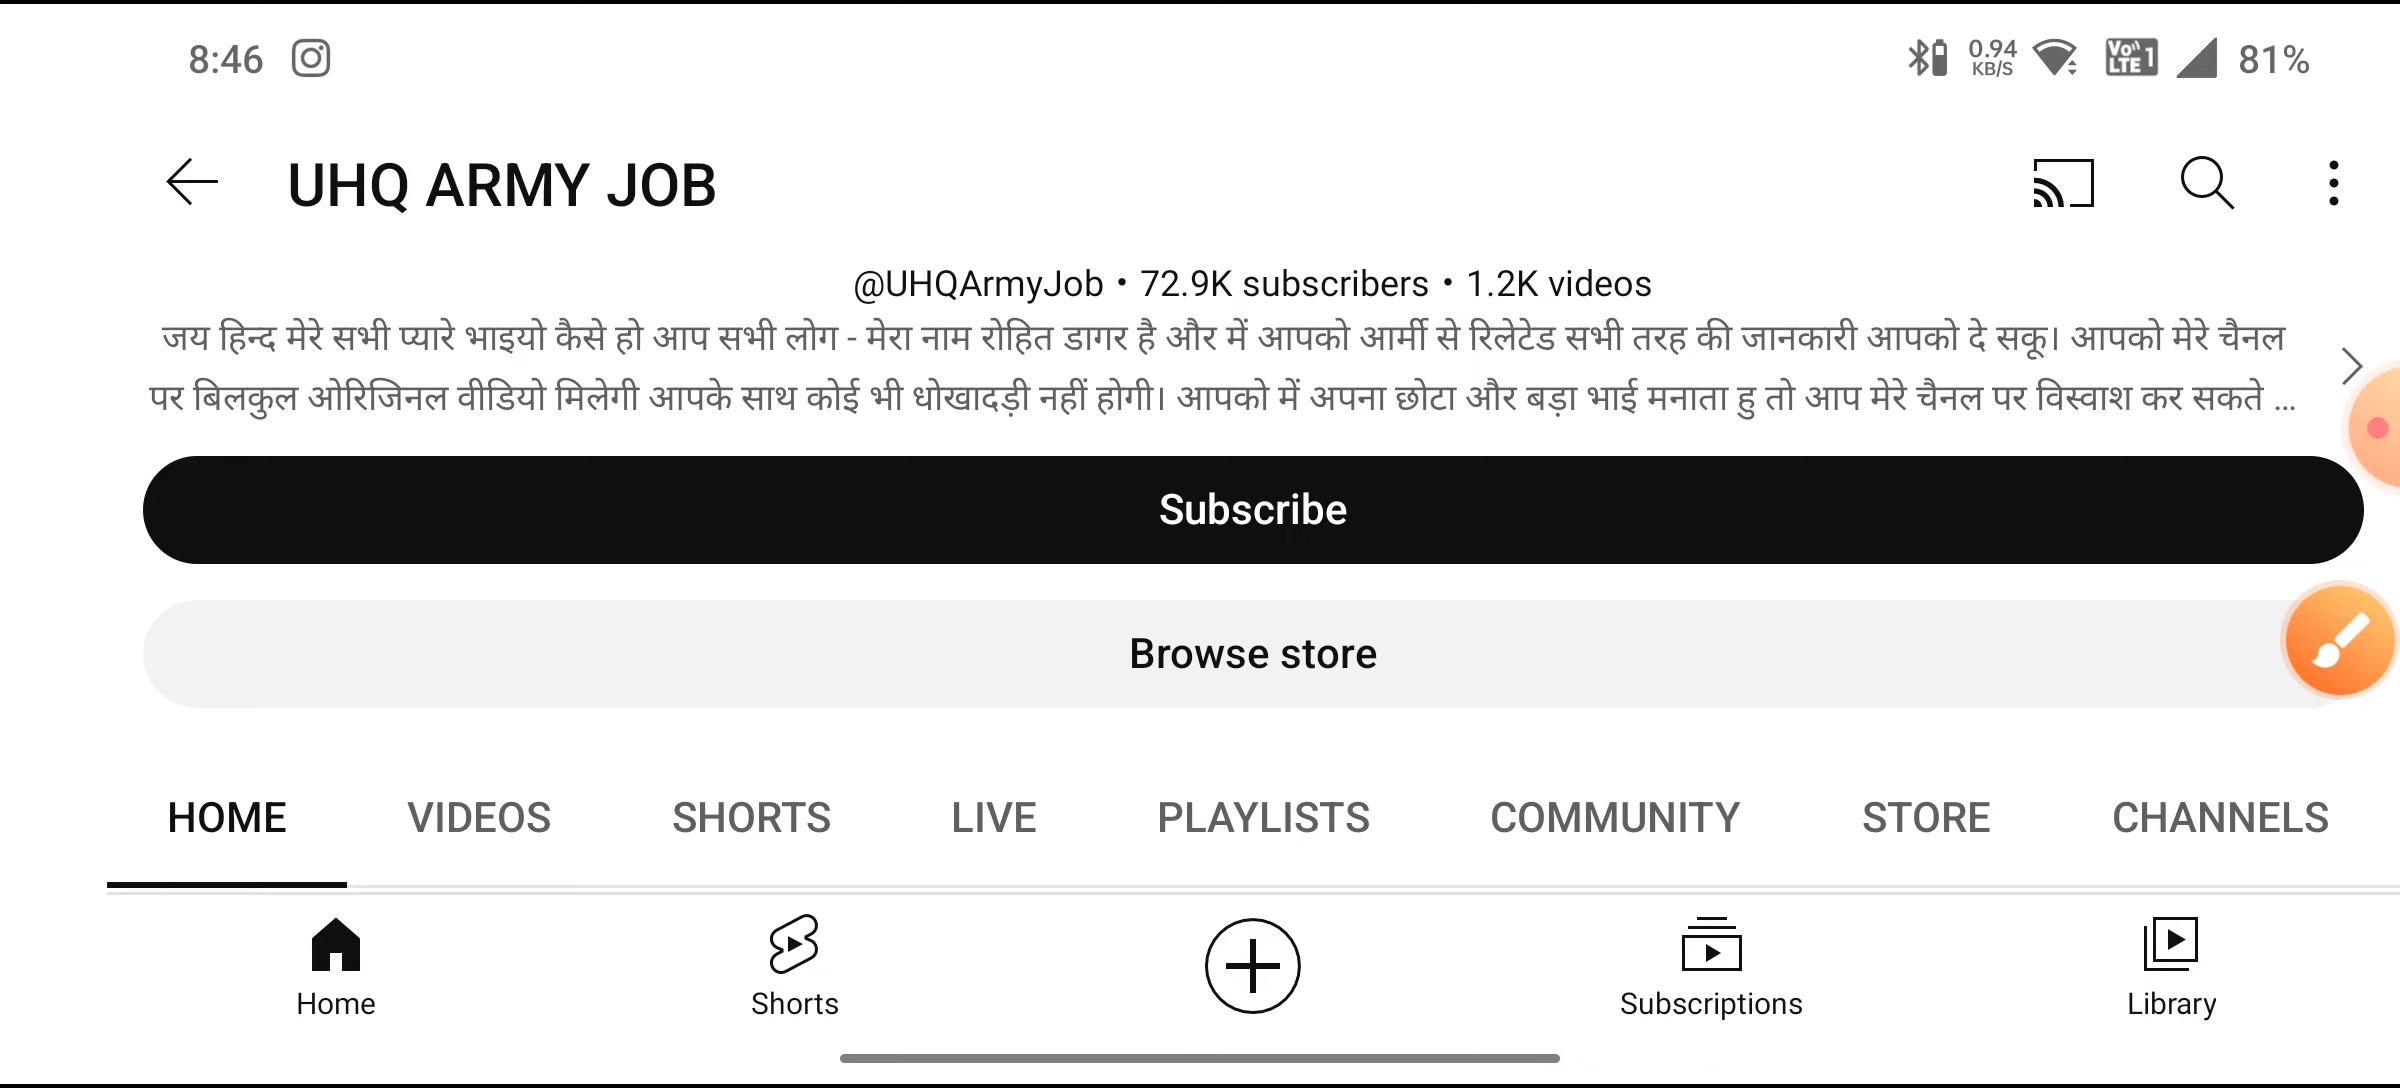 8:46
0.94 KB/S Vo)) LTE 1 81%
UHQ ARMY JOB
@UHQArmyJob • 72.9K subscribers • 1.2K videos
जय हिन्द मेरे सभी प्यारे भाइयो कैसे हो आप सभी लोग - मेरा नाम रोहित डागर है और में आपको आर्मी से रिलेटेड सभी तरह की जानकारी आपको दे सकू। आपको मेरे चैनल
पर बिलकुल ओरिजिनल वीडियो मिलेगी आपके साथ कोई भी धोखादड़ी नहीं होगी। आपको में अपना छोटा और बड़ा भाई मनाता हु तो आप मेरे चैनल पर विस्वाश कर सकते ...
Subscribe
Browse store
HOME VIDEOS SHORTS LIVE PLAYLISTS COMMUNITY STORE CHANNELS
Home Shorts Subscriptions Library